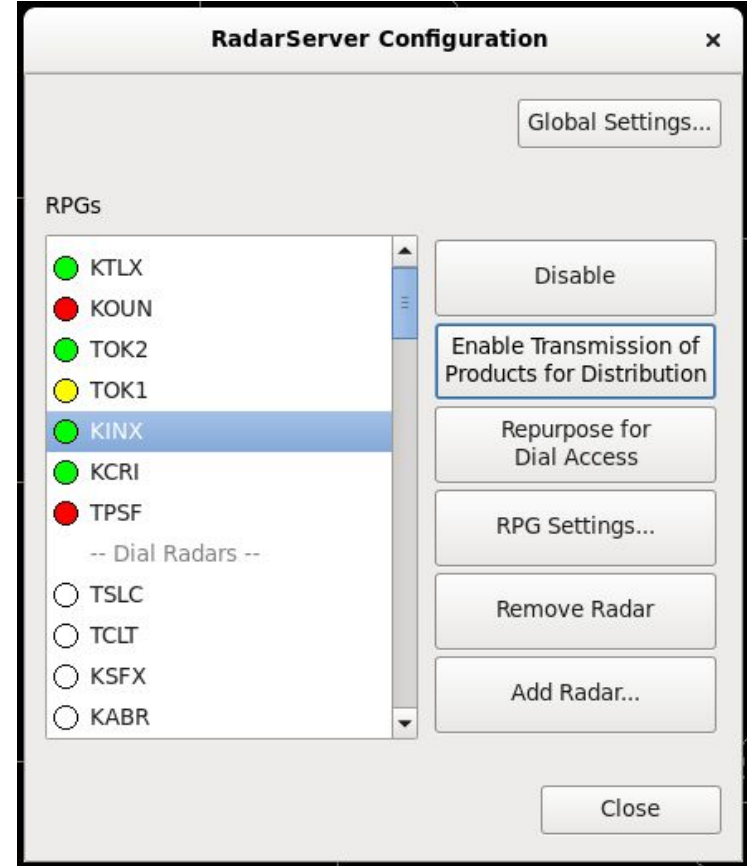 RadarServer Configuration
×
Global Settings...
RPGs
KTLX
KOUN
TOK2
TOK1
KINX
KCRI
TPSF
-- Dial Radars --
TSLC
TCLT
KSFX
KABR
Disable
Enable Transmission of
Products for Distribution
Repurpose for
Dial Access
RPG Settings...
Remove Radar
Add Radar...
Close